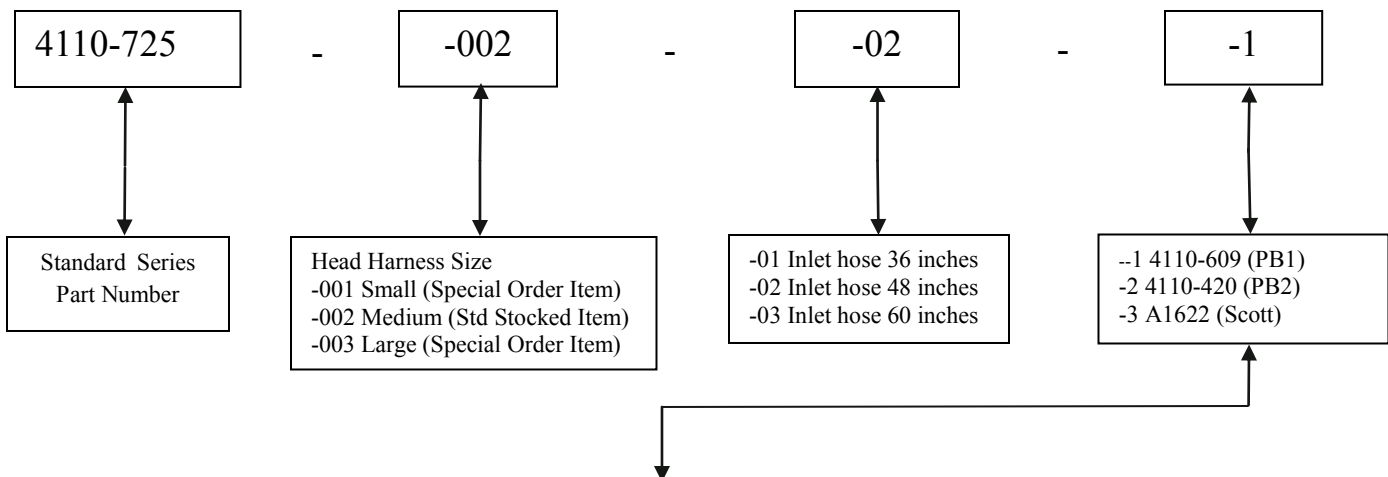 4110-725 - -002 - -02 - -1
Standard Series
Part Number
Head Harness Size
-001 Small (Special Order Item)
-002 Medium (Std Stocked Item)
-003 Large (Special Order Item)
-01 Inlet hose 36 inches
-02 Inlet hose 48 inches
-03 Inlet hose 60 inches
--1 4110-609 (PB1)
-2 4110-420 (PB2)
-3 A1622 (Scott)